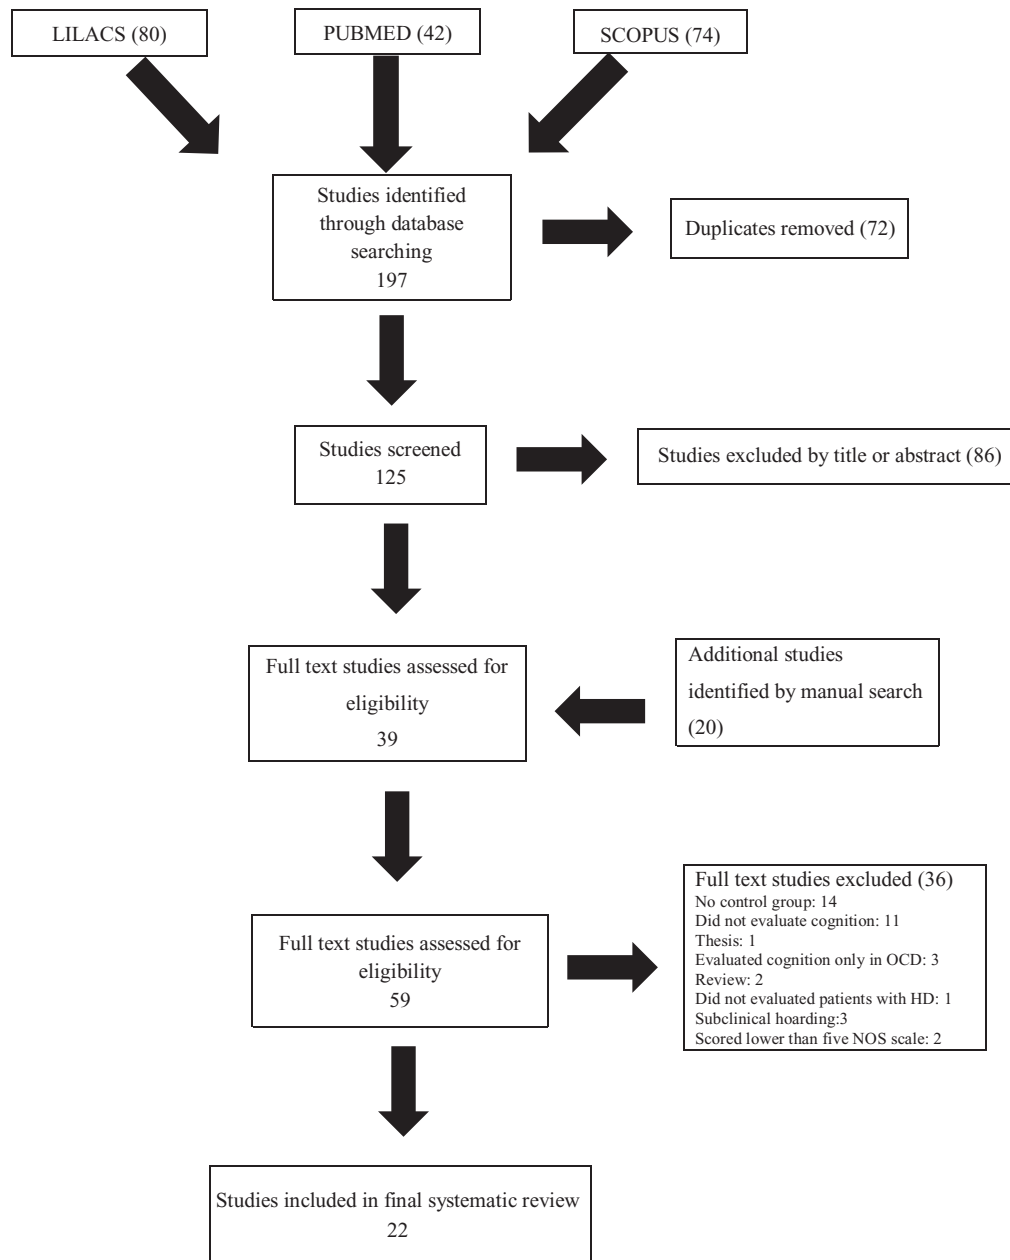 LILACS (80)
PUBMED (42)
SCOPUS (74)
Studies identified
through database
searching
197
Duplicates removed (72)
Studies screened
125
Studies excluded by title or abstract (86)
Full text studies assessed for
eligibility
39
Additional studies
identified by manual search
(20)
Full text studies assessed for
eligibility
59
Full text studies excluded (36)
No control group: 14
Did not evaluate cognition: 11
Thesis: 1
Evaluated cognition only in OCD: 3
Review: 2
Did not evaluated patients with HD: 1
Subclinical hoarding:3
Scored lower than five NOS scale: 2
Studies included in final systematic review
22